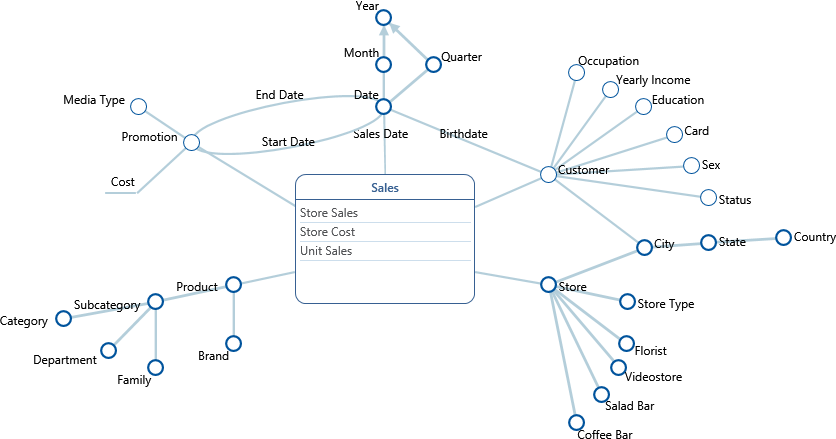 Year
Month
Quarter
Occupation
Yearly Income
End Date
Date
Media Type
Education
Promotion
Start Date
Sales Date
Birthdate
Card
Sex
Customer
Cost
Sales
Status
Store Sales
Store Cost
Unit Sales
City
State
Country
Product
Store
Subcategory
Store Type
Category
Department
Brand
Florist
Family
Videostore
Salad Bar
Coffee Bar